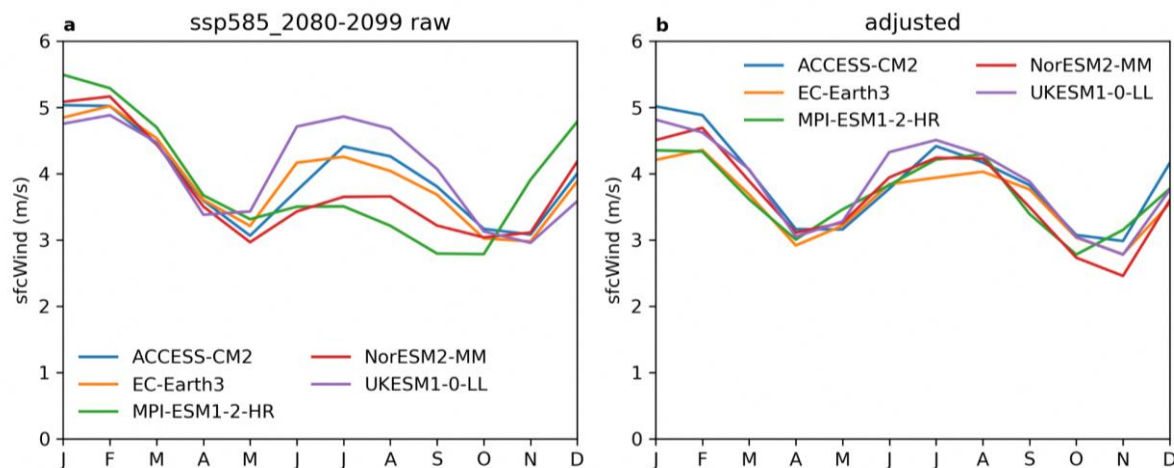 a ssp585_2080-2099 raw
sfcWind (m/s)
6
5
4
3
2
1
0
ACCESS-CM2
EC-Earth3
MPI-ESM1-2-HR
NorESM2-MM
UKESM1-0-LL
J F M A M J J A S O N D
b adjusted
sfcWind (m/s)
6
5
4
3
2
1
0
ACCESS-CM2
EC-Earth3
MPI-ESM1-2-HR
NorESM2-MM
UKESM1-0-LL
J F M A M J J A S O N D